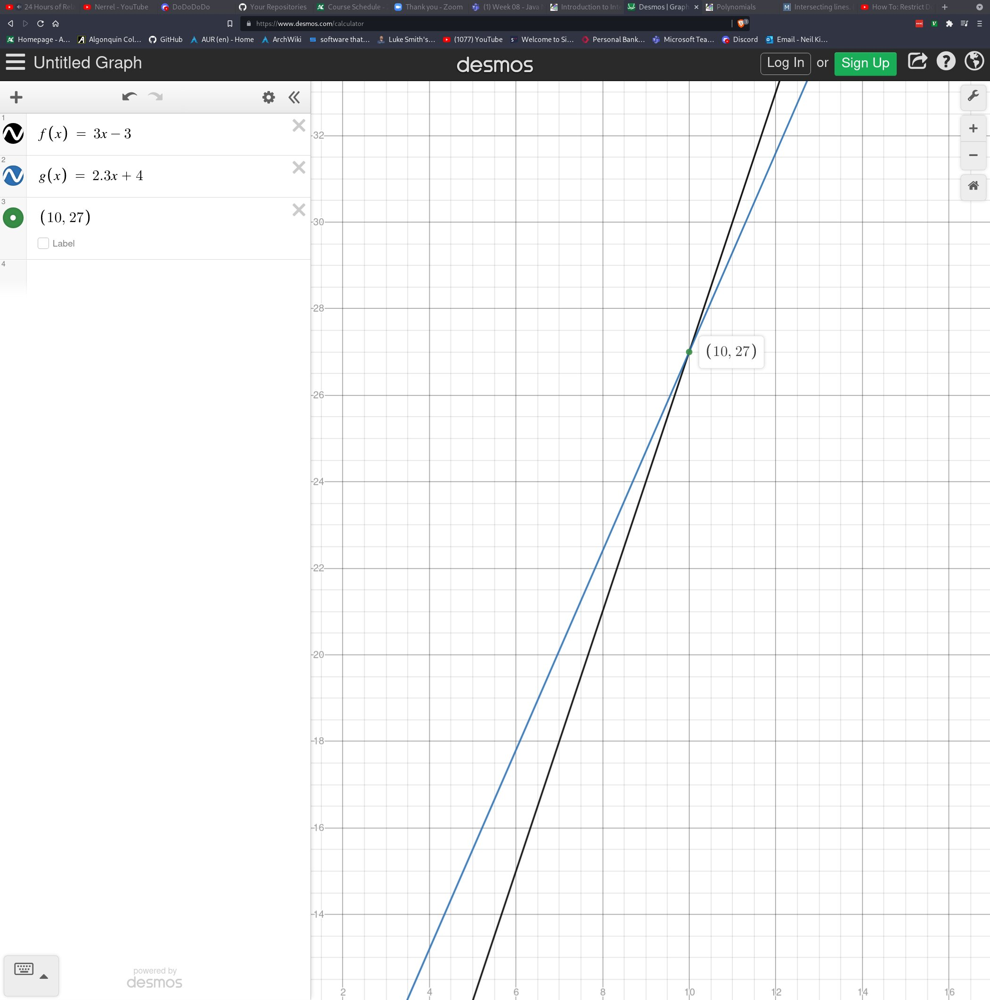 24 Hours of Rel Nerrel - YouTube DoDoDoDo Your Repositories Course Schedule - Thank you - Zoom (1) Week 08 - Java Introduction to Int Desmos | Graph Polynomials Intersecting lines, How To: Restrict D
https://www.desmos.com/calculator
Homepage - A... Algonquin Col... GitHub AUR (en) - Home ArchWiki software that... Luke Smith's... (1077) YouTube Welcome to Si... Personal Bank... Microsoft Tea... Discord Email - Neil Ki...
Untitled Graph desmos Log In or Sign Up
1
f(x) = 3x − 3
2
g(x) = 2.3x + 4
3
(10, 27)
Label
4
32
30
28
(10, 27)
26
24
22
20
18
16
14
powered by
desmos
2 4 6 8 10 12 14 16